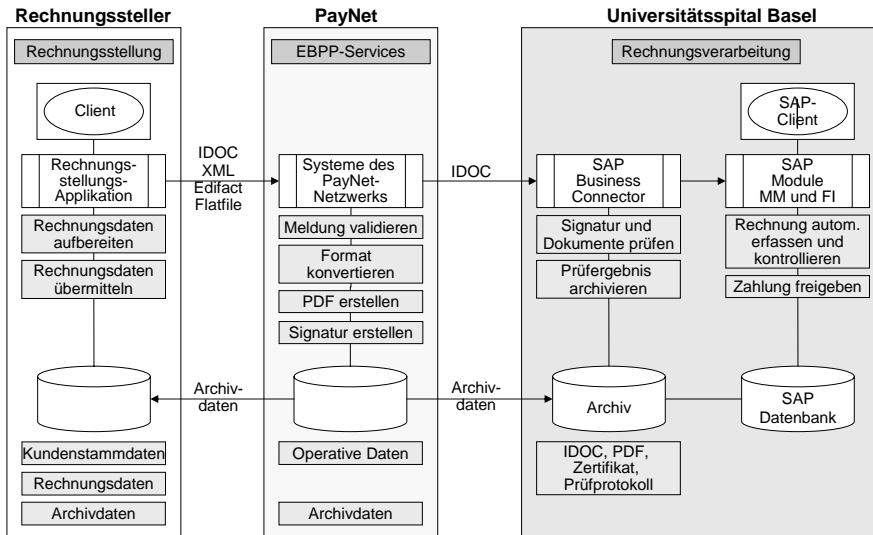 Rechnungssteller
PayNet
Universitätsspital Basel
Rechnungsstellung
EBPP-Services
Rechnungsverarbeitung
Client
SAP-
Client
Rechnungs-
stellungs-
Applikation
IDOC
XML
Edifact
Flatfile
Systeme des
PayNet-
Netzwerks
IDOC
SAP
Business
Connector
SAP
Module
MM und FI
Rechnungsdaten
aufbereiten
Rechnungsdaten
übermitteln
Meldung validieren
Format
konvertieren
PDF erstellen
Signatur erstellen
Signatur und
Dokumente prüfen
Prüfergebnis
archivieren
Rechnung autom.
erfassen und
kontrollieren
Zahlung freigeben
Archiv-
daten
Archiv-
daten
Archiv
SAP
Datenbank
Kundenstammdaten
Rechnungsdaten
Archivdaten
Operative Daten
Archivdaten
IDOC, PDF,
Zertifikat,
Prüfprotokoll